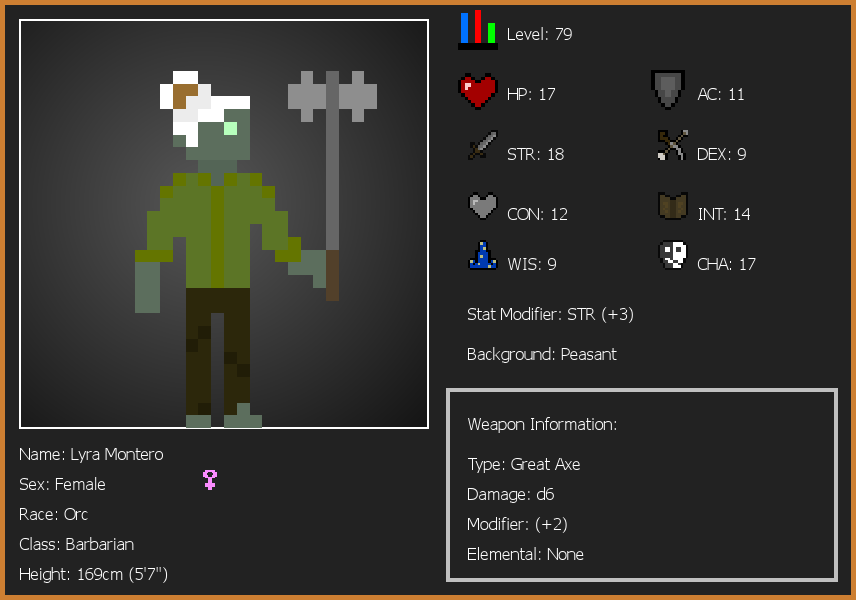 Level: 79
HP: 17
AC: 11
STR: 18
DEX: 9
CON: 12
INT: 14
WIS: 9
CHA: 17
Stat Modifier: STR (+3)
Background: Peasant
Weapon Information:
Type: Great Axe
Damage: d6
Modifier: (+2)
Elemental: None
Name: Lyra Montero
Sex: Female
Race: Orc
Class: Barbarian
Height: 169cm (5'7")